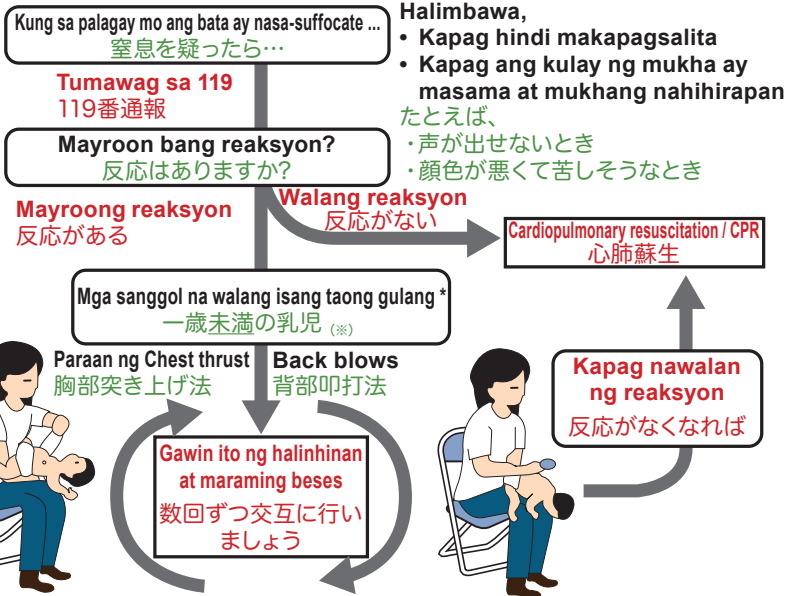 Kung sa palagay mo ang bata ay nasa-suffocate ...
窒息を疑ったら…
Halimbawa,
• Kapag hindi makapagsalita
• Kapag ang kulay ng mukha ay
masama at mukhang nahihirapan
たとえば、
・声が出せないとき
・顔色が悪くて苦しそうなとき
Tumawag sa 119
119番通報
Mayroon bang reaksyon?
反応はありますか?
Mayroong reaksyon
反応がある
Walang reaksyon
反応がない
Cardiopulmonary resuscitation / CPR
心肺蘇生
Mga sanggol na walang isang taong gulang *
一歳未満の乳児 (※)
Paraan ng Chest thrust
胸部突き上げ法
Back blows
背部叩打法
Gawin ito ng halinhinan
at maraming beses
数回ずつ交互に行い
ましょう
Kapag nawalan
ng reaksyon
反応がなくなれば